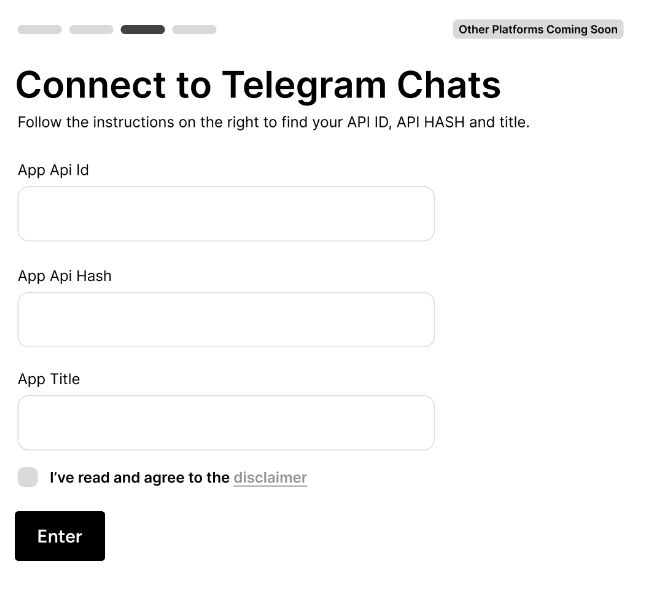 Other Platforms Coming Soon
Connect to Telegram Chats
Follow the instructions on the right to find your API ID, API HASH and title.
App Api Id
App Api Hash
App Title
I’ve read and agree to the disclaimer
Enter